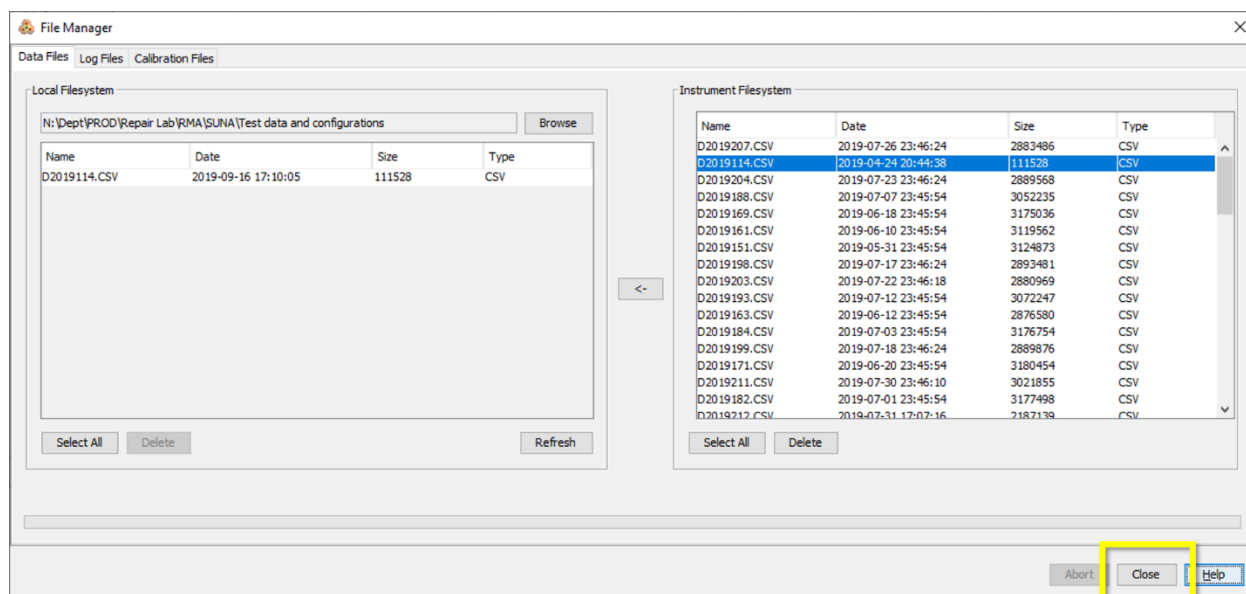 File Manager
Data Files Log Files Calibration Files
Local Filesystem
N:\Dept\PROD\Repair Lab\RMA\SUNA\Test data and configurations Browse
Name Date Size Type
D2019114.CSV 2019-09-16 17:10:05 111528 CSV
Select All Delete Refresh
<-
Instrument Filesystem
Name Date Size Type
D2019207.CSV 2019-07-26 23:46:24 2883486 CSV
D2019114.CSV 2019-04-24 20:44:38 111528 CSV
D2019204.CSV 2019-07-23 23:46:24 2889568 CSV
D2019188.CSV 2019-07-07 23:45:54 3052235 CSV
D2019169.CSV 2019-06-18 23:45:54 3175036 CSV
D2019161.CSV 2019-06-10 23:45:54 3119562 CSV
D2019151.CSV 2019-05-31 23:45:54 3124873 CSV
D2019198.CSV 2019-07-17 23:46:24 2893481 CSV
D2019203.CSV 2019-07-22 23:46:18 2880969 CSV
D2019193.CSV 2019-07-12 23:45:54 3072247 CSV
D2019163.CSV 2019-06-12 23:45:54 2876580 CSV
D2019184.CSV 2019-07-03 23:45:54 3176754 CSV
D2019199.CSV 2019-07-18 23:46:24 2889876 CSV
D2019171.CSV 2019-06-20 23:45:54 3180454 CSV
D2019211.CSV 2019-07-30 23:46:10 3021855 CSV
D2019182.CSV 2019-07-01 23:45:54 3177498 CSV
D2019212.CSV 2019-07-31 17:07:16 2187139 CSV
Select All Delete
Abort Close Help